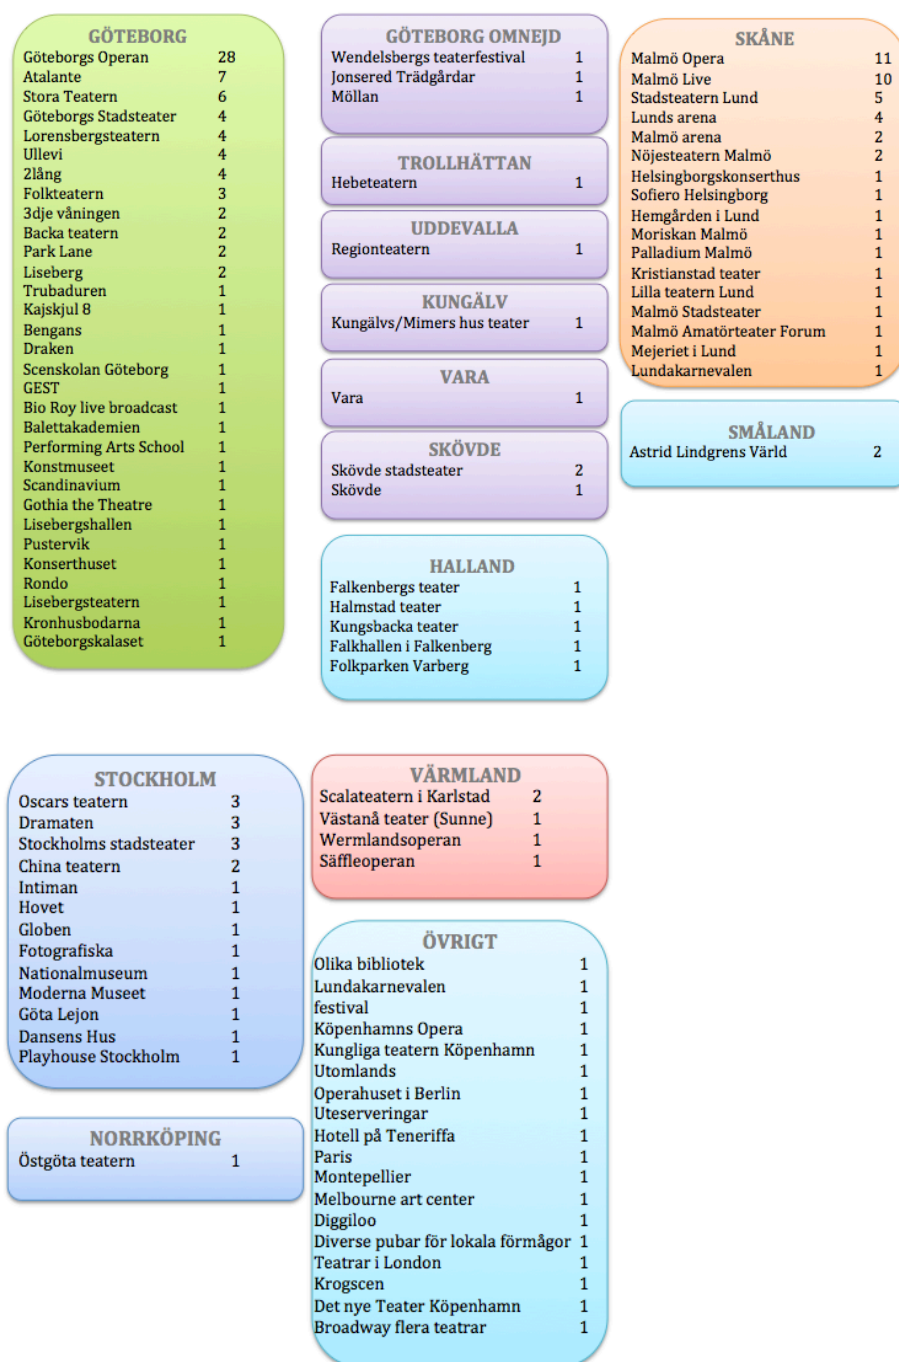 GÖTEBORG
Göteborgs Operan 28
Atalante 7
Stora Teatern 6
Göteborgs Stadsteater 4
Lorensbergsteatern 4
Ullevi 4
2lång 4
Folkteatern 3
3dje våningen 2
Backa teatern 2
Park Lane 2
Liseberg 2
Trubaduren 1
Kajskjul 8 1
Bengans 1
Draken 1
Scenskolan Göteborg 1
GEST 1
Bio Roy live broadcast 1
Balettakademien 1
Performing Arts School 1
Konstmuseet 1
Scandinavium 1
Gothia the Theatre 1
Lisebergshallen 1
Pustervik 1
Konserthuset 1
Rondo 1
Lisebergsteatern 1
Kronhusbodarna 1
Göteborgskalaset 1
GÖTEBORG OMNEJD
Wendelsbergs teaterfestival 1
Jonsered Trädgårdar 1
Möllan 1
TROLLHÄTTAN
Hebeteatern 1
UDDEVALLA
Regionteatern 1
KUNGÄLV
Kungälvs/Mimers hus teater 1
VARA
Vara 1
SKÖVDE
Skövde stadsteater 2
Skövde 1
HALLAND
Falkenbergs teater 1
Halmstad teater 1
Kungsbacka teater 1
Falkhallen i Falkenberg 1
Folkparken Varberg 1
SKÅNE
Malmö Opera 11
Malmö Live 10
Stadsteatern Lund 5
Lunds arena 4
Malmö arena 2
Nöjesteatern Malmö 2
Helsingborgskonserthus 1
Sofiero Helsingborg 1
Hemgården i Lund 1
Moriskan Malmö 1
Palladium Malmö 1
Kristianstad teater 1
Lilla teatern Lund 1
Malmö Stadsteater 1
Malmö Amatörteater Forum 1
Mejeriet i Lund 1
Lundakarnevalen 1
SMÅLAND
Astrid Lindgrens Värld 2
STOCKHOLM
Oscars teatern 3
Dramaten 3
Stockholms stadsteater 3
China teatern 2
Intiman 1
Hovet 1
Globen 1
Fotografiska 1
Nationalmuseum 1
Moderna Museet 1
Göta Lejon 1
Dansens Hus 1
Playhouse Stockholm 1
NORRKÖPING
Östgöta teatern 1
VÄRMLAND
Scalateatern i Karlstad 2
Västanå teater (Sunne) 1
Wermlandsoperan 1
Säffleoperan 1
ÖVRIGT
Olika bibliotek 1
Lundakarnevalen 1
festival 1
Köpenhamns Opera 1
Kungliga teatern Köpenhamn 1
Utomlands 1
Operahuset i Berlin 1
Uteserveringar 1
Hotell på Teneriffa 1
Paris 1
Montepellier 1
Melbourne art center 1
Diggiloo 1
Diverse pubar för lokala förmågor 1
Teatrar i London 1
Krogscen 1
Det nye Teater Köpenhamn 1
Broadway flera teatrar 1